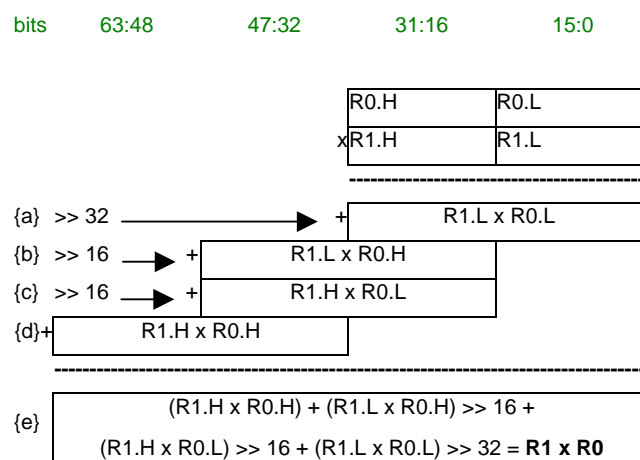 bits 63:48 47:32 31:16 15:0
R0.H R0.L
xR1.H R1.L
{a} >> 32 + R1.L x R0.L
{b} >> 16 + R1.L x R0.H
{c} >> 16 + R1.H x R0.L
{d}+ R1.H x R0.H
{e} (R1.H x R0.H) + (R1.L x R0.H) >> 16 +
(R1.H x R0.L) >> 16 + (R1.L x R0.L) >> 32 = R1 x R0